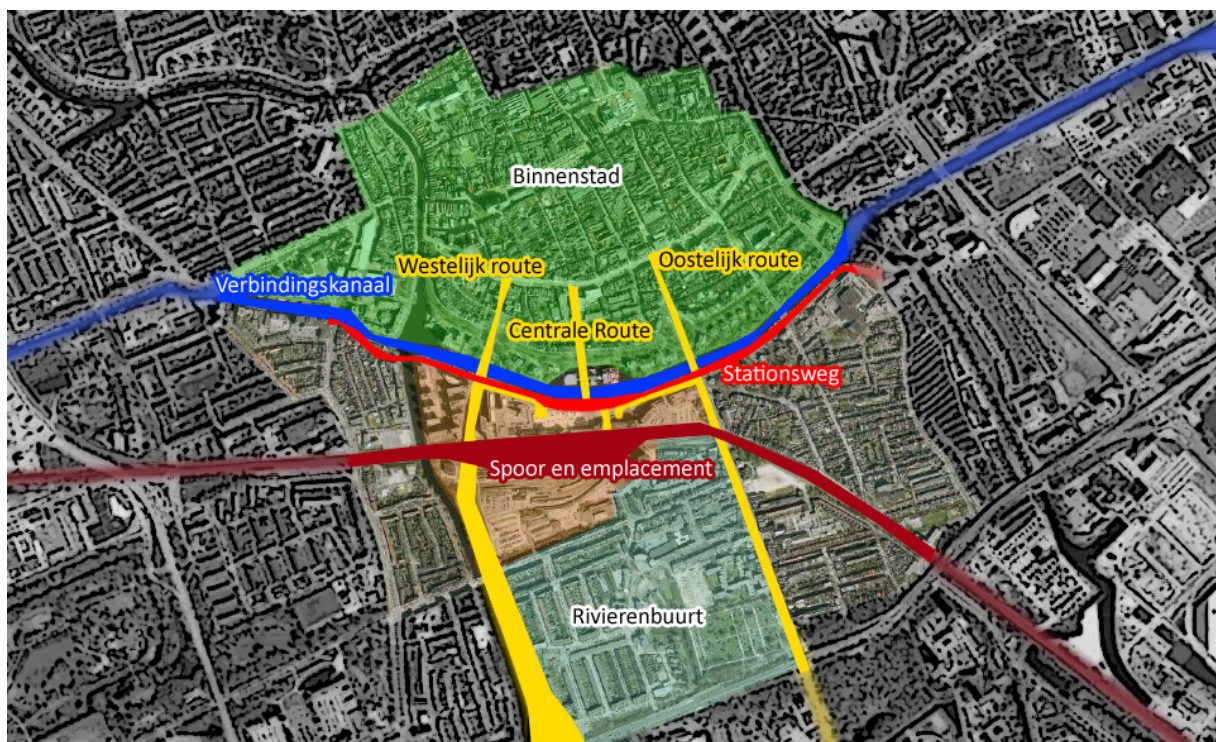 Binnenstad
Westelijk route
Oostelijk route
Verbindingskanaal
Centrale Route
Stationsweg
Spoor en emplacement
Rivierenbuurt